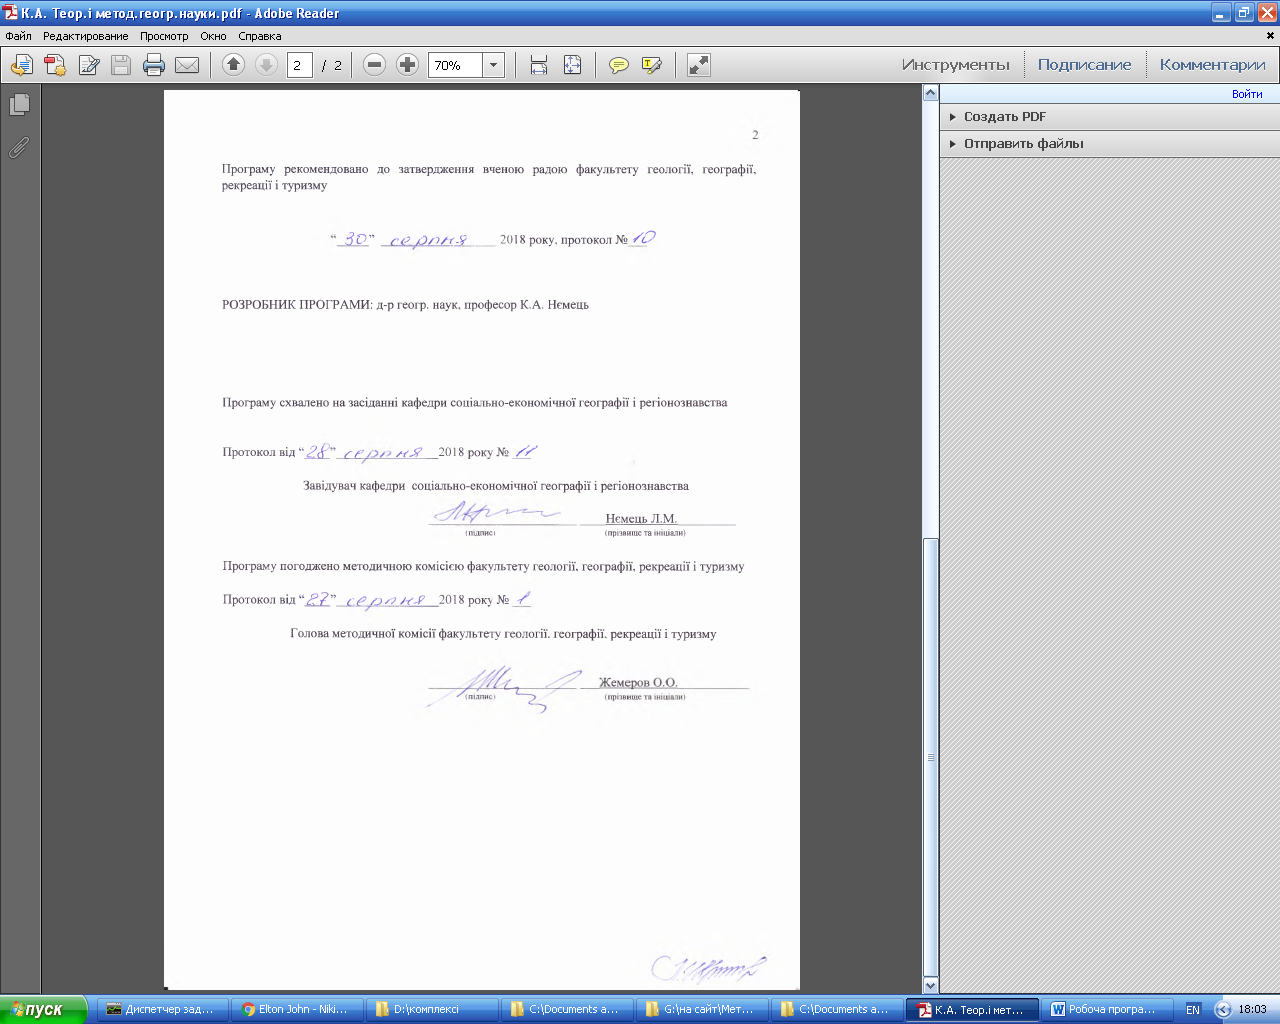 К.А. Теор.і метод.геогр.науки.pdf - Adobe Reader
Файл Редактирование Просмотр Окно Справка
2 / 2 70% Инструменты Подписание Комментарии
Войти
Создать PDF
Отправить файлы
2
Програму рекомендовано до затвердження вченою радою факультету геології, географії,
рекреації і туризму
“30” серпня 2018 року, протокол № 10
РОЗРОБНИК ПРОГРАМИ: д-р геогр. наук, професор К.А. Нємець
Програму схвалено на засіданні кафедри соціально-економічної географії і регіонознавства
Протокол від “28” серпня 2018 року № 11
Завідувач кафедри соціально-економічної географії і регіонознавства
Нємець Л.М.
(підпис) (прізвище та ініціали)
Програму погоджено методичною комісією факультету геології, географії, рекреації і туризму
Протокол від “27” серпня 2018 року № 1
Голова методичної комісії факультету геології, географії, рекреації і туризму
Жемеров О.О.
(підпис) (прізвище та ініціали)
пуск Диспетчер зад... Elton John - Niki... D:\комплексі C:\Documents a... G:\на сайт\Мет... C:\Documents a... К.А. Теор.і мет... Робоча програ... EN 18:03